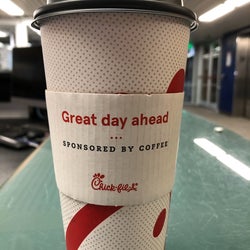 Great day ahead
...
SPONSORED BY COFFEE
Chick-fil-A